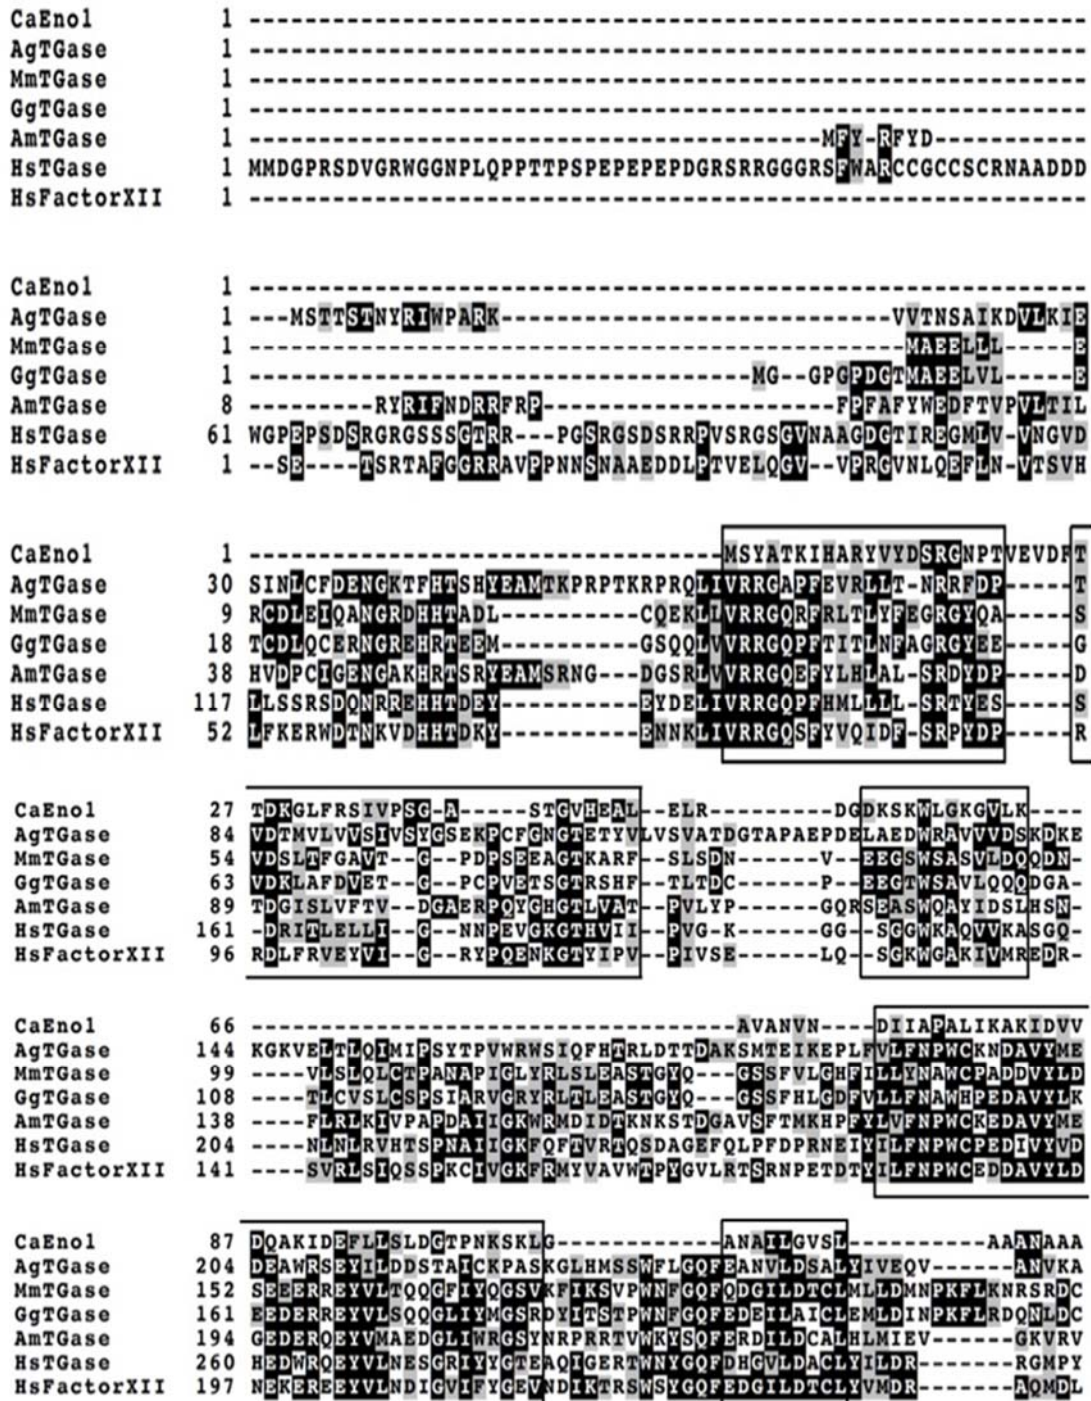 CaEno1 1 ------------------------------------------------------------
AgTGase 1 ------------------------------------------------------------
MmTGase 1 ------------------------------------------------------------
GgTGase 1 ------------------------------------------------------------
AmTGase 1 -----------------------------------------MFY-RFYD-----------
HsTGase 1 MMDGPRSDVGRWGGNPLQPPTTPSPEPEPEPDGRSRRGGGRSFWARCCGCCSCRNAADDD
HsFactorXII 1 ------------------------------------------------------------
CaEno1 1 ------------------------------------------------------------
AgTGase 1 ---MSTTSTNYRIWPARK----------------------------VVTNSAIKDVLKIE
MmTGase 1 -----------------------------------------------MAEELLL-----E
GgTGase 1 ------------------------------------MG--GPGPDGTMAEELVL-----E
AmTGase 8 ---------RYRIFNDRRFRP---------------------FPFAFYWEDFTVPVLTIL
HsTGase 61 WGPEPSDSRGRGSSSGTRR---PGSRGSDSRRPVSRGSGVNAAGDGTIREGMLV-VNGVD
HsFactorXII 1 --SE----TSRTAFGGRRAVPPNNSNAAEDDLPTVELQGV--VPRGVNLQEFLN-VTSVH
CaEno1 1 ----------------------------------MSYATKIHARYVYDSRGNPTVEVDFT
AgTGase 30 SINLCFDENGKTFHTSHYEAMTKPRPTKRPRQLIVRRGAPFEVRLLT-NRRFDP-----T
MmTGase 9 RCDLEIQANGRDHHTADL----------CQEKLLVRRGQRFRLTLYFEGRGYQA-----S
GgTGase 18 TCDLQCERNGREHRTEEM----------GSQQLVVRRGQPFTITLNFAGRGYEE-----G
AmTGase 38 HVDPCIGENGAKHRTSRYEAMSRNG---DGSRLVVRRGQEFYLHLAL-SRDYDP-----D
HsTGase 117 LLSSRSDQNRREHHTDEY----------EYDELIVRRGQPFHMLLLL-SRTYES-----S
HsFactorXII 52 LFKERWDTNKVDHHTDKY----------ENNKLIVRRGQSFYVQIDF-SRPYDP-----R
CaEno1 27 TDKGLFRSIVPSG-A-----STGVHEAL--ELR---------DGDKSKWLGKGVLK----
AgTGase 84 VDTMVLVVSIVSYGSEKPCFGNGTETYVLVSVATDGTAPAEPDELAEDWRAVVVDSKDKE
MmTGase 54 VDSLTFGAVT--G--PDPSEEAGTKARF--SLSDN------V--EEGSWSASVLDQQDN-
GgTGase 63 VDKLAFDVET--G--PCPVETSGTRSHF--TLTDC------P--EEGTWSAVLQQQDGA-
AmTGase 89 TDGISLVFTV--DGAERPQYGHGTLVAT--PVLYP------GQRSEASWQAYIDSLHSN-
HsTGase 161 -DRITLELLI--G--NNPEVGKGTHVII--PVG-K------GG--SGGWKAQVVKASGQ-
HsFactorXII 96 RDLFRVEYVI--G--RYPQENKGTYIPV--PIVSE------LQ--SGKWGAKIVMREDR-
CaEno1 66 -----------------------------------AVANVN----DIIAPALIKAKIDVV
AgTGase 144 KGKVELTLQIMIPSYTPVWRWSIQFHTRLDTTDAKSMTEIKEPLFVLFNPWCKNDAVYME
MmTGase 99 ----VLSLQLCTPANAPIGLYRLSLEASTGYQ---GSSFVLGHFILLYNAWCPADDVYLD
GgTGase 108 ----TLCVSLCSPSIARVGRYRLTLEASTGYQ---GSSFHLGDFVLLFNAWHPEDAVYLK
AmTGase 138 ----FLRLKIVPAPDAIIGKWRMDIDTKNKSTDGAVSFTMKHPFYLVFNPWCKEDAVYME
HsTGase 204 ----NLNLRVHTSPNAIIGKFQFTVRTQSDAGEFQLPFDPRNEIYILFNPWCPEDIVYVD
HsFactorXII 141 ----SVRLSIQSSPKCIVGKFRMYVAVWTPYGVLRTSRNPETDTYILFNPWCEDDAVYLD
CaEno1 87 DQAKIDEFLLSLDGTPNKSKLG------------ANAILGVSL----------AAANAAA
AgTGase 204 DEAWRSEYILDDSTAICKPASKGLHMSSWFLGQFEANVLDSALYIVEQV------ANVKA
MmTGase 152 SEEERREYVLTQQGFIYQGSVKFIKSVPWNFGQFQDGILDTCLMLLDMNPKFLKNRSRDC
GgTGase 161 EEDERREYVLSQQGLIYMGSRDYITSTPWNFGQFEDEILAICLEMLDINPKFLRDQNLDC
AmTGase 194 GEDERQEYVMAEDGLIWRGSYNRPRRTVWKYSQFERDILDCALHLMIEV------GKVRV
HsTGase 260 HEDWRQEYVLNESGRIYYGTEAQIGERTWNYGQFDHGVLDACLYILDR-------RGMPY
HsFactorXII 197 NEKEREEYVLNDIGVIFYGEVNDIKTRSWSYGQFEDGILDTCLYVMDR-------AQMDL